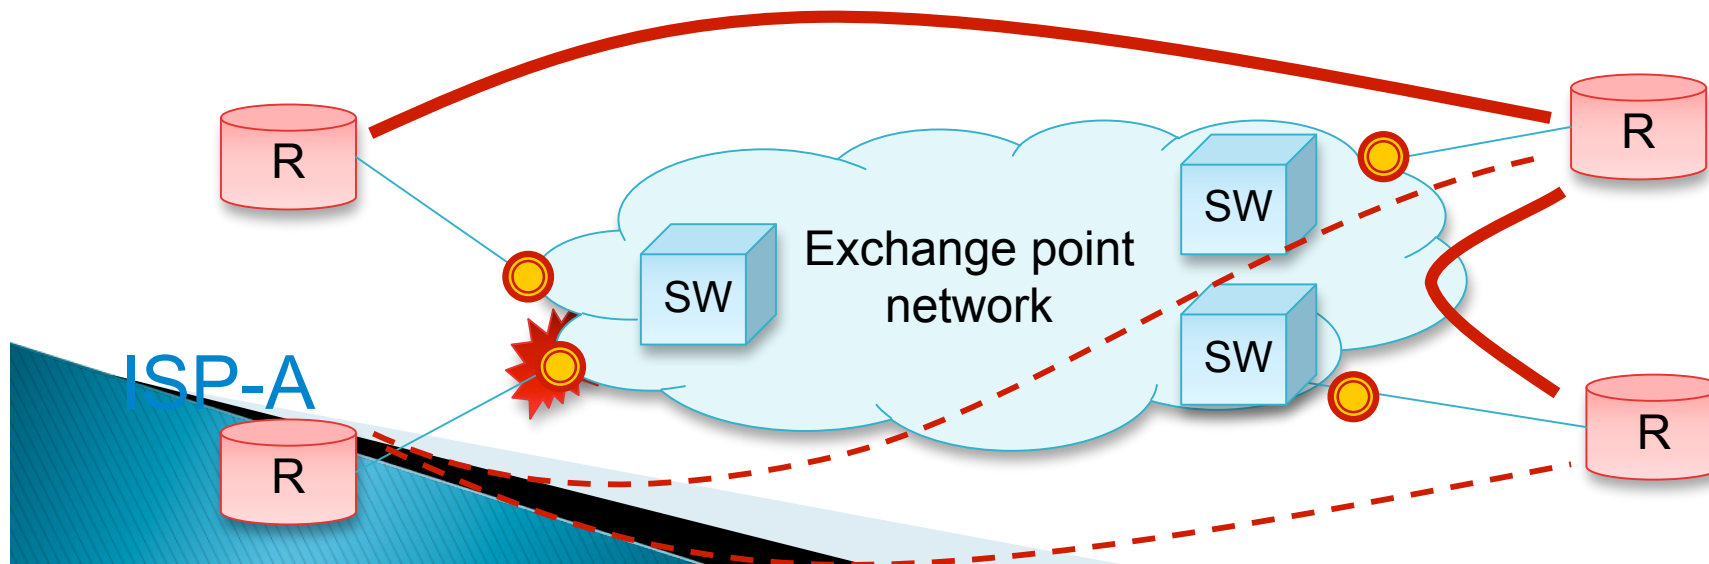 R
R
SW
SW
Exchange point
network
SW
ISP-A
R
R